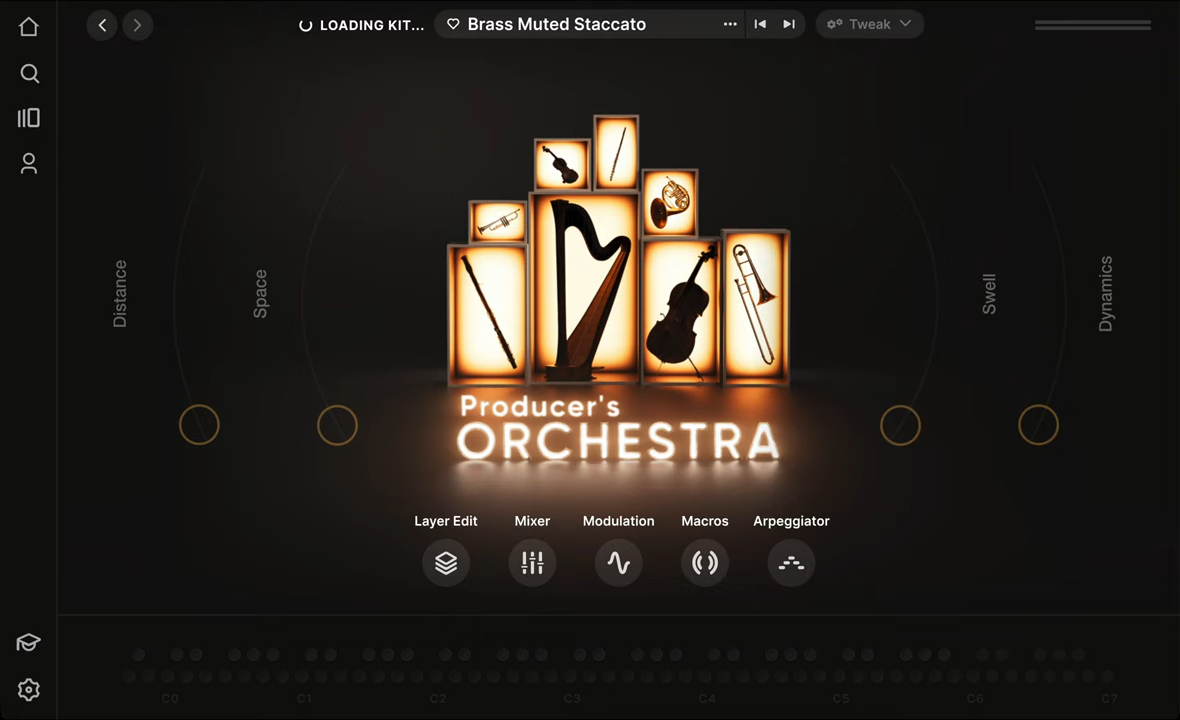 LOADING KIT...
Brass Muted Staccato
Tweak
Distance
Space
Swell
Dynamics
Producer's
ORCHESTRA
Layer Edit
Mixer
Modulation
Macros
Arpeggiator
C0
C1
C2
C3
C4
C5
C6
C7